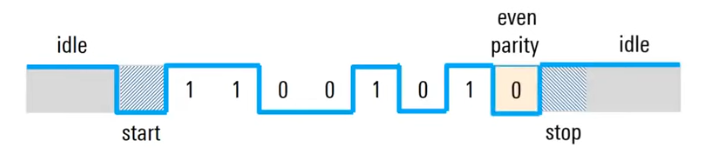 even
idle parity idle
1 1 0 0 1 0 1 0
start stop